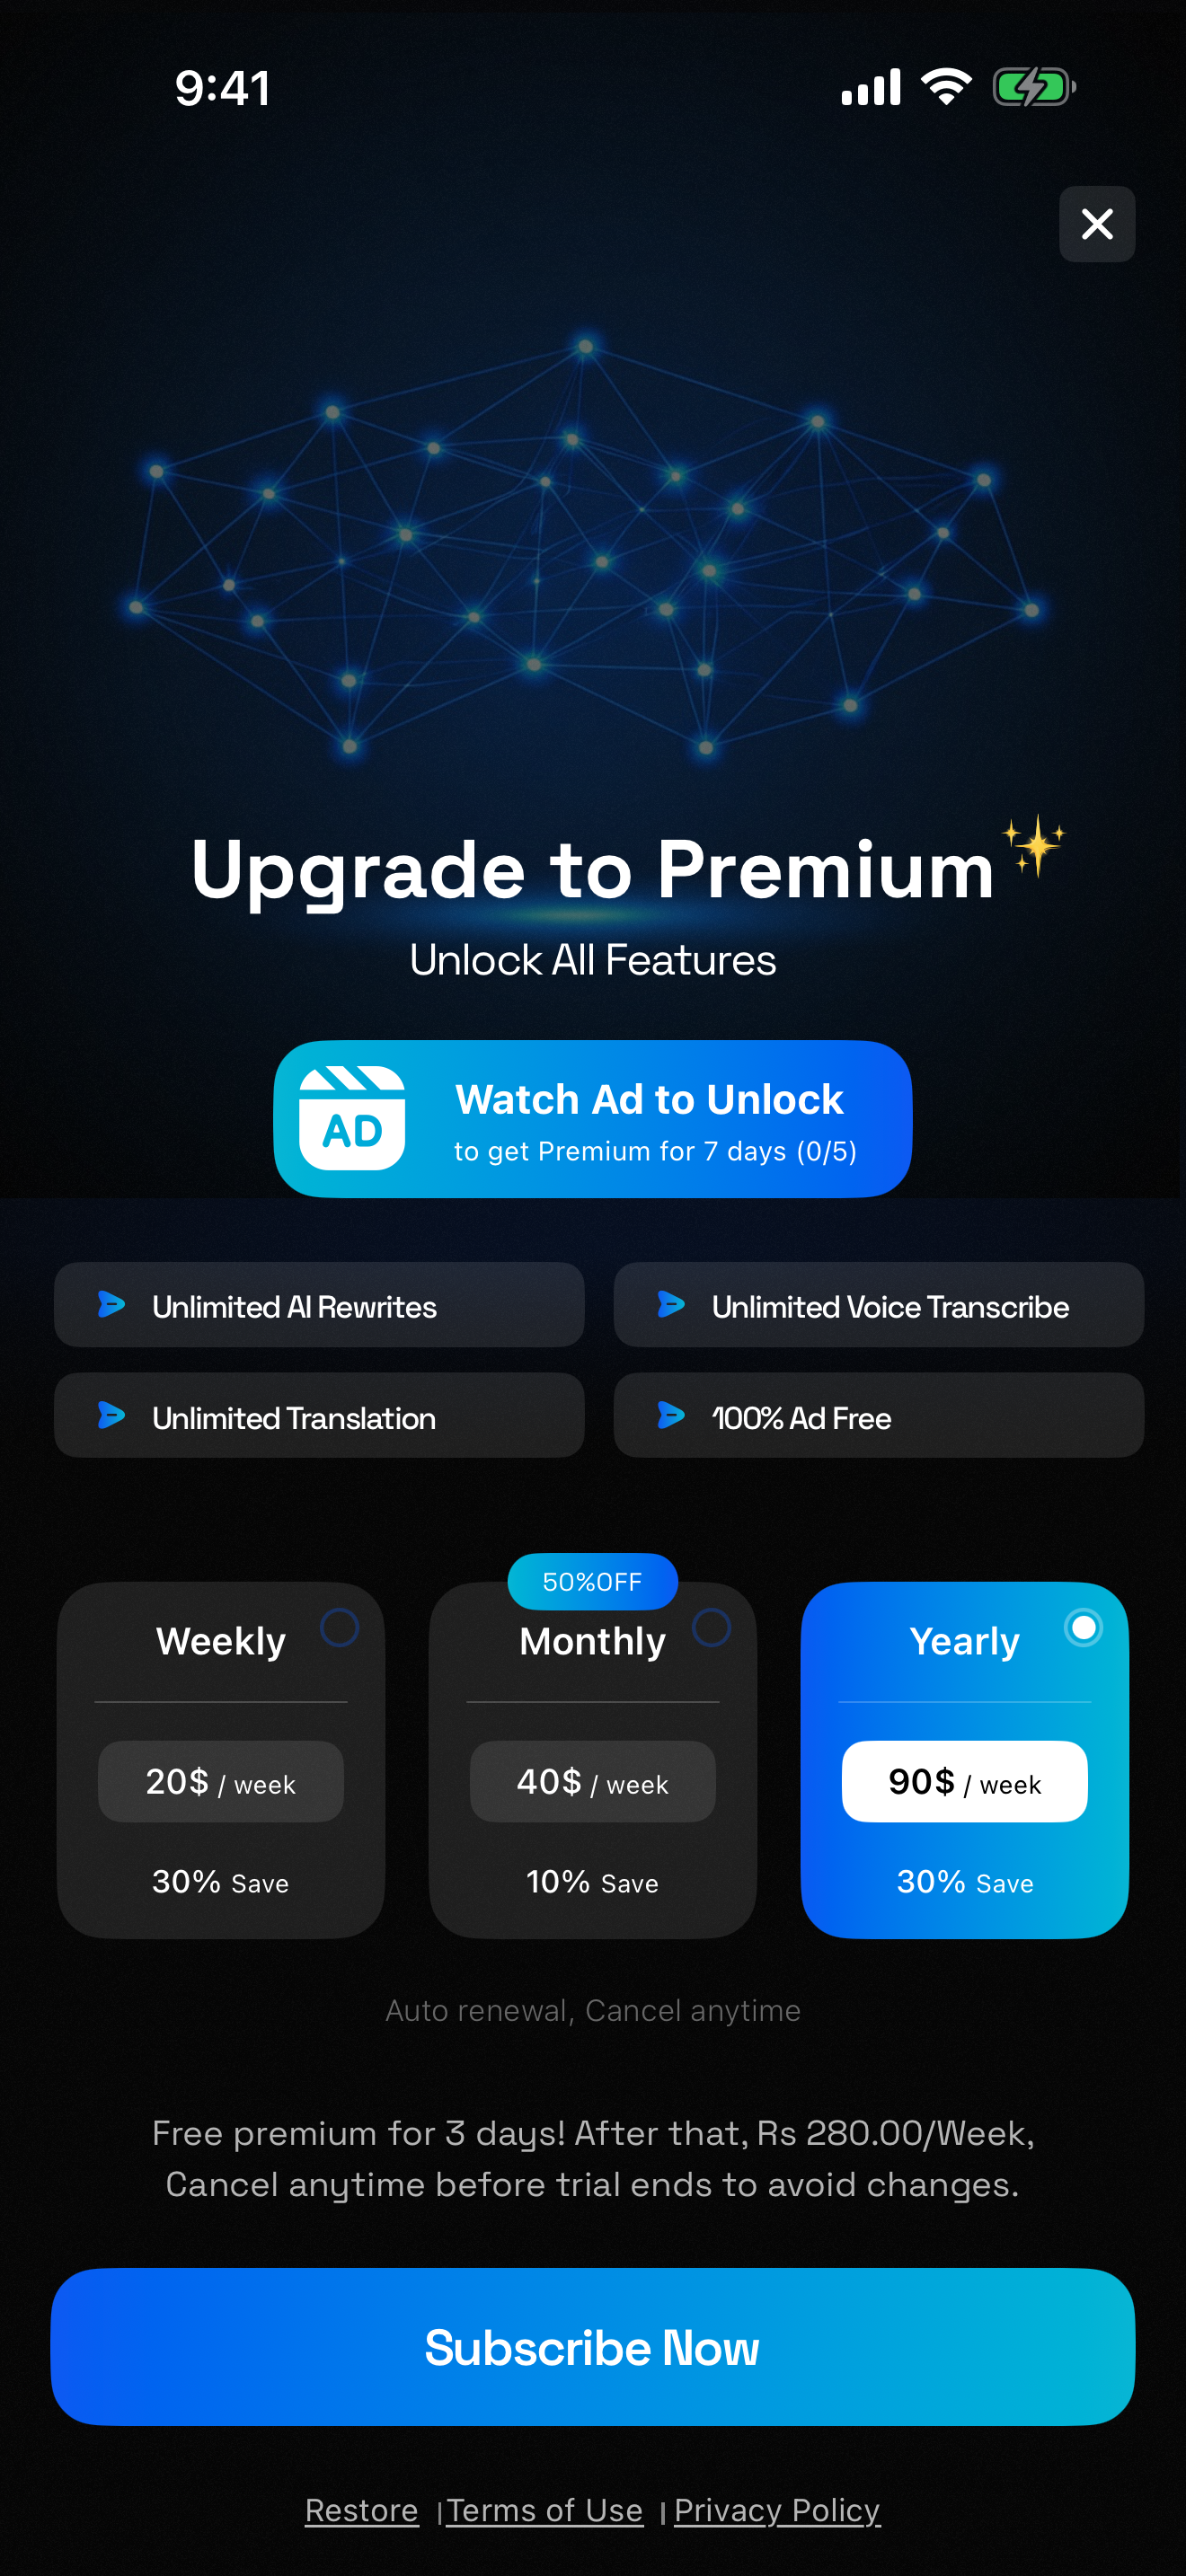 9:41
Upgrade to Premium
Unlock All Features
AD
Watch Ad to Unlock
to get Premium for 7 days (0/5)
Unlimited AI Rewrites
Unlimited Voice Transcribe
Unlimited Translation
100% Ad Free
50%OFF
Weekly
20$ / week
30% Save
Monthly
40$ / week
10% Save
Yearly
90$ / week
30% Save
Auto renewal, Cancel anytime
Free premium for 3 days! After that, Rs 280.00/Week,
Cancel anytime before trial ends to avoid changes.
Subscribe Now
Restore | Terms of Use | Privacy Policy